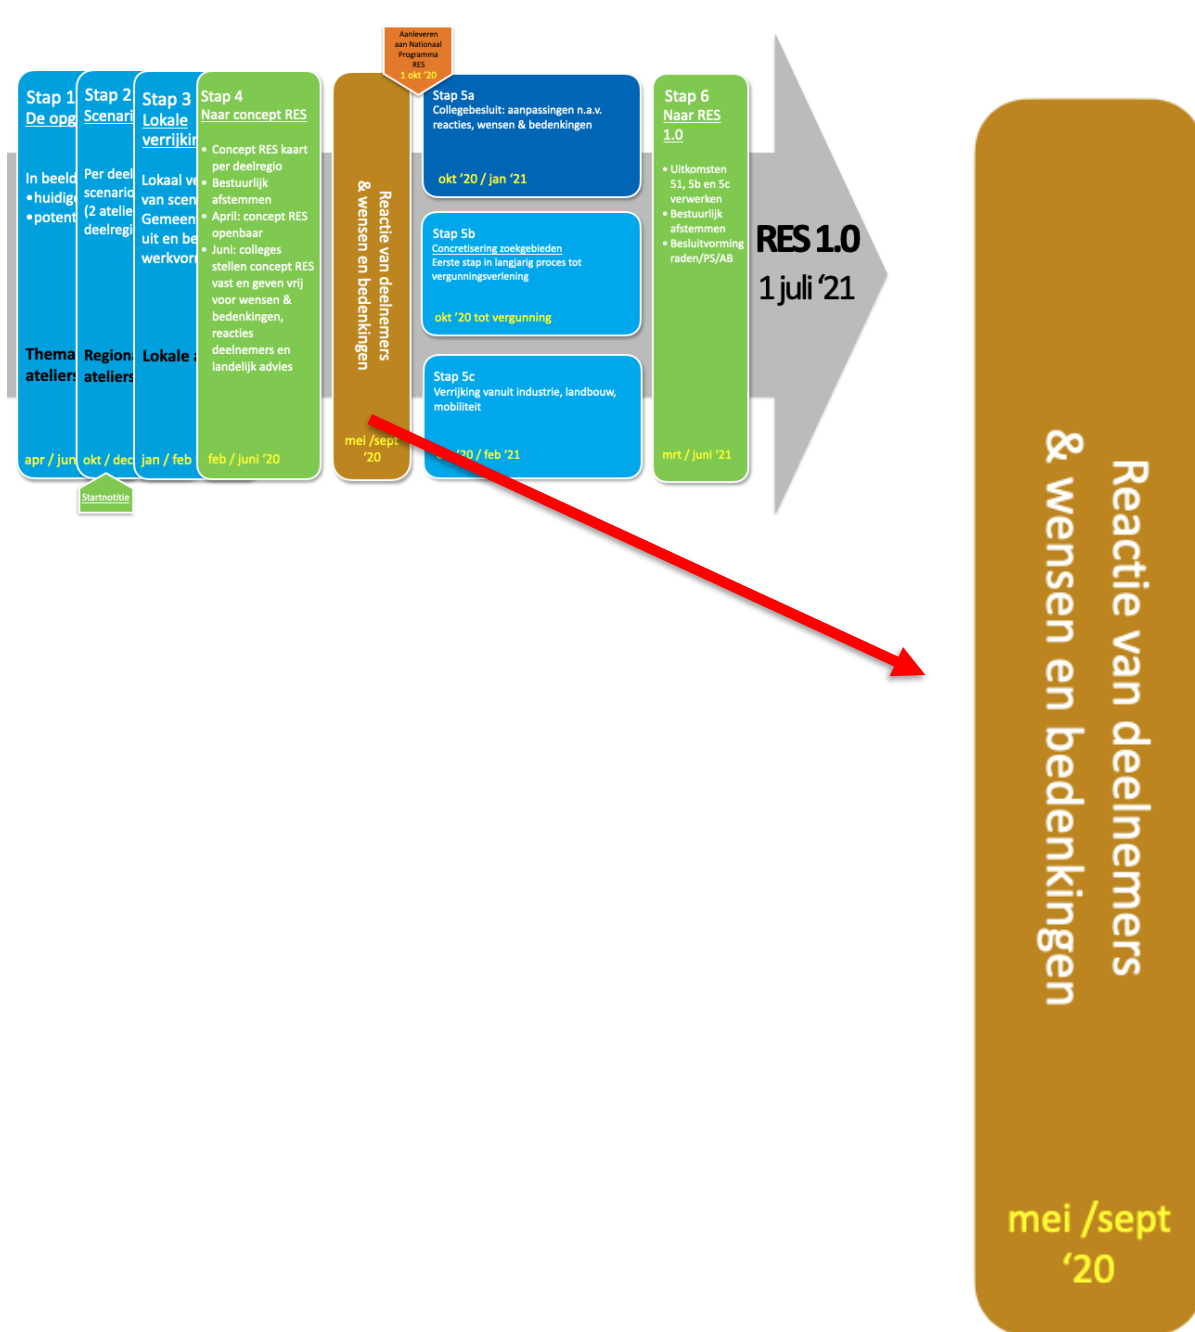 Aanleveren
aan Nationaal
Programma
RES
1 okt '20
Stap 1
De opg
In beeld
•huidig
•potent
Thema
ateliers
apr / jun
Stap 2
Scenari
Per deel
scenario
(2 atelie
deelregi
Region
ateliers
okt / dec
Startnotitie
Stap 3
Lokale
verrijkin
Lokaal ve
van scen
Gemeen
uit en be
werkvor
Lokale a
jan / feb
Stap 4
Naar concept RES
• Concept RES kaart
per deelregio
• Bestuurlijk
afstemmen
• April: concept RES
openbaar
• Juni: colleges
stellen concept RES
vast en geven vrij
voor wensen &
bedenkingen,
reacties
deelnemers en
landelijk advies
feb / juni '20
Reactie van deelnemers
& wensen en bedenkingen
mei /sept
'20
Stap 5a
Collegebesluit: aanpassingen n.a.v.
reacties, wensen & bedenkingen
okt '20 / jan '21
Stap 5b
Concretisering zoekgebieden
Eerste stap in langjarig proces tot
vergunningsverlening
okt '20 tot vergunning
Stap 5c
Verrijking vanuit industrie, landbouw,
mobiliteit
'20 / feb '21
Stap 6
Naar RES
1.0
• Uitkomsten
51, 5b en 5c
verwerken
• Bestuurlijk
afstemmen
• Besluitvorming
raden/PS/AB
mrt / juni '21
RES 1.0
1 juli '21
Reactie van deelnemers
& wensen en bedenkingen
mei /sept
'20